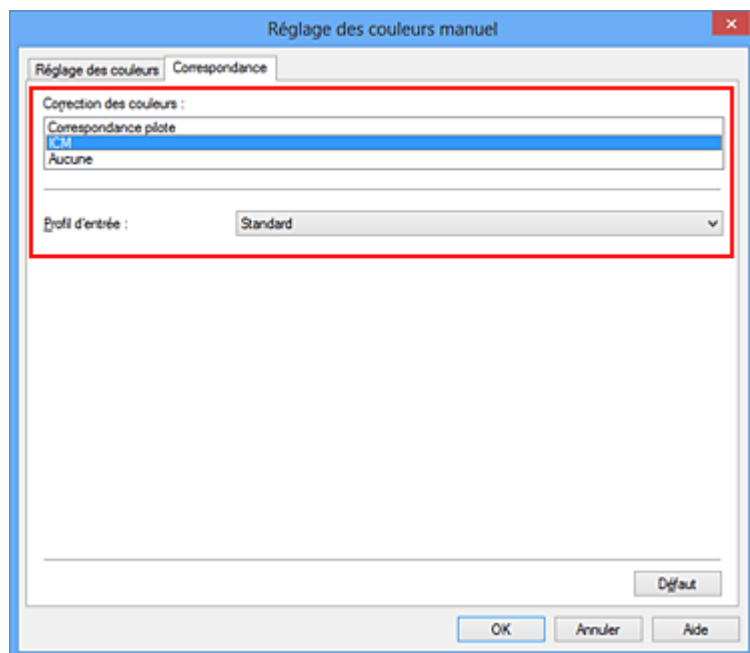 Réglage des couleurs manuel
Réglage des couleurs Correspondance
Correction des couleurs :
Correspondance pilote
ICM
Aucune
Profil d'entrée : Standard
Défaut
OK Annuler Aide